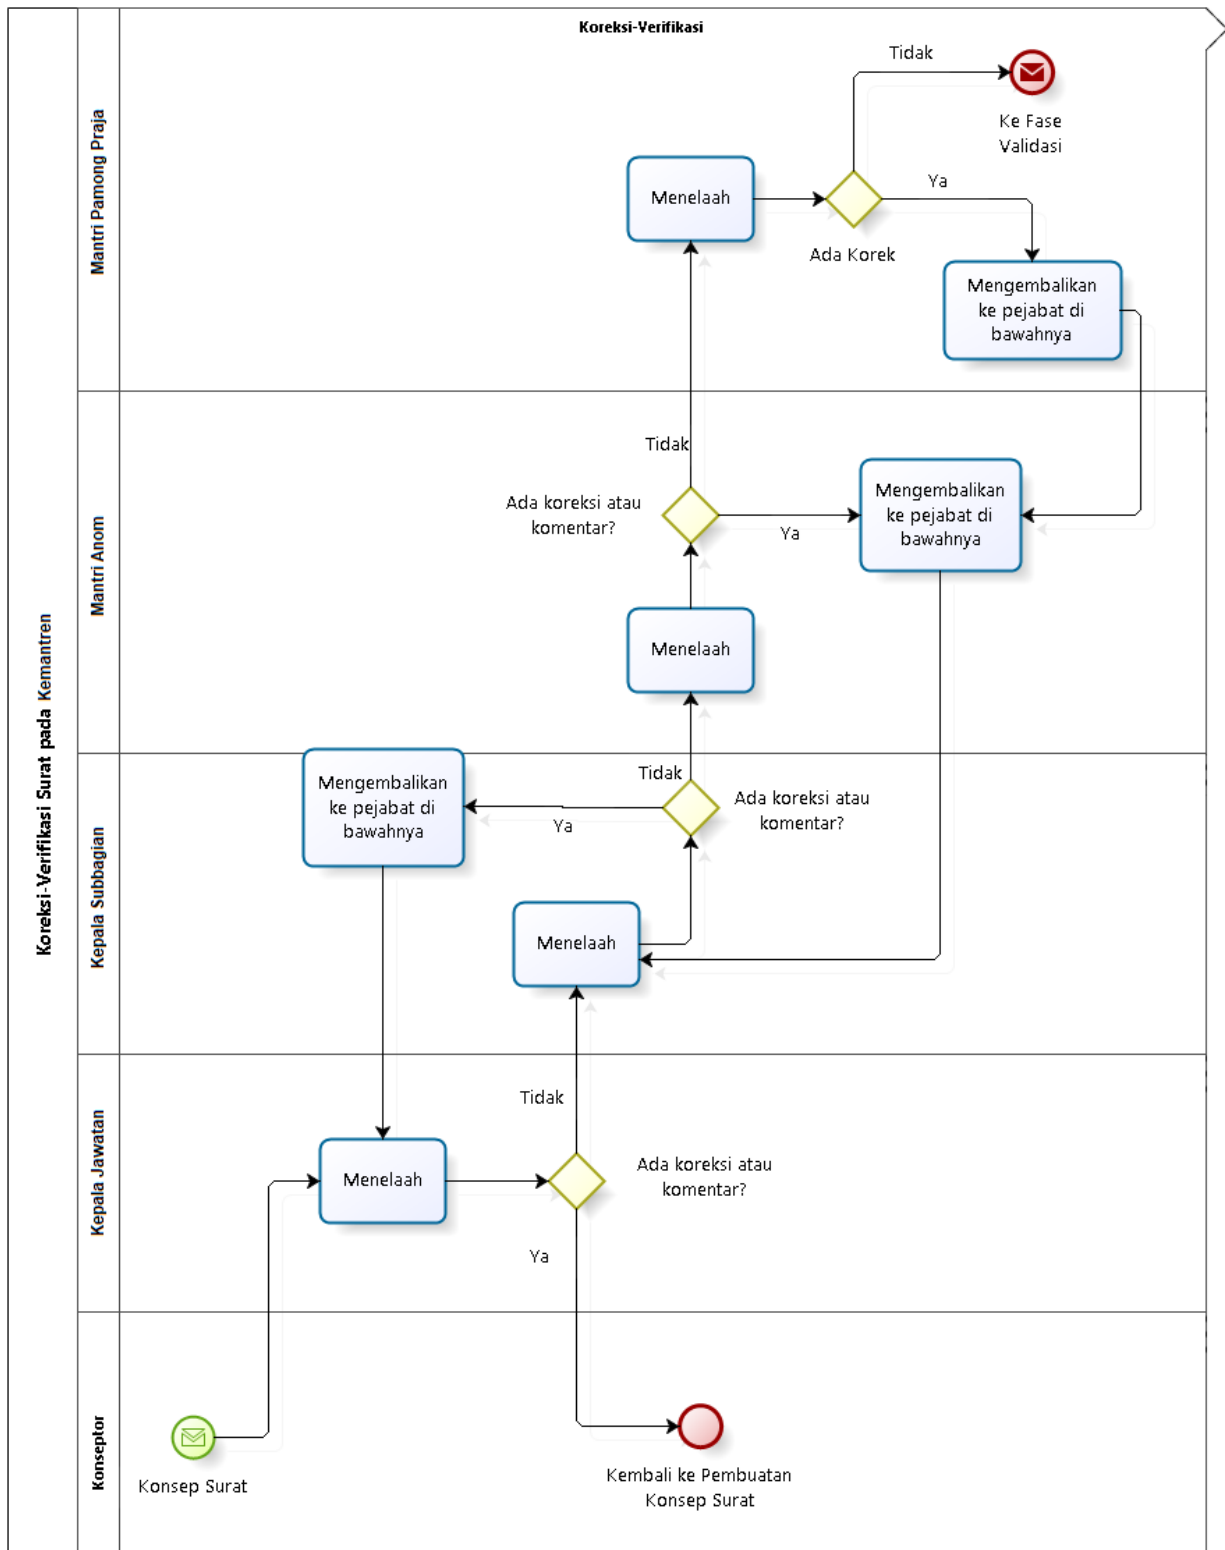 Koreksi-Verifikasi Surat pada Kemantren
Koreksi-Verifikasi
Mantri Pamong Praja
Tidak
Ke Fase
Validasi
Menelaah
Ya
Ada Korek
Mengembalikan
ke pejabat di
bawahnya
Mantri Anom
Tidak
Ada koreksi atau
komentar?
Ya
Mengembalikan
ke pejabat di
bawahnya
Menelaah
Kepala Subbagian
Mengembalikan
ke pejabat di
bawahnya
Tidak
Ya
Ada koreksi atau
komentar?
Menelaah
Kepala Jawatan
Tidak
Menelaah
Ada koreksi atau
komentar?
Ya
Konseptor
Konsep Surat
Kembali ke Pembuatan
Konsep Surat